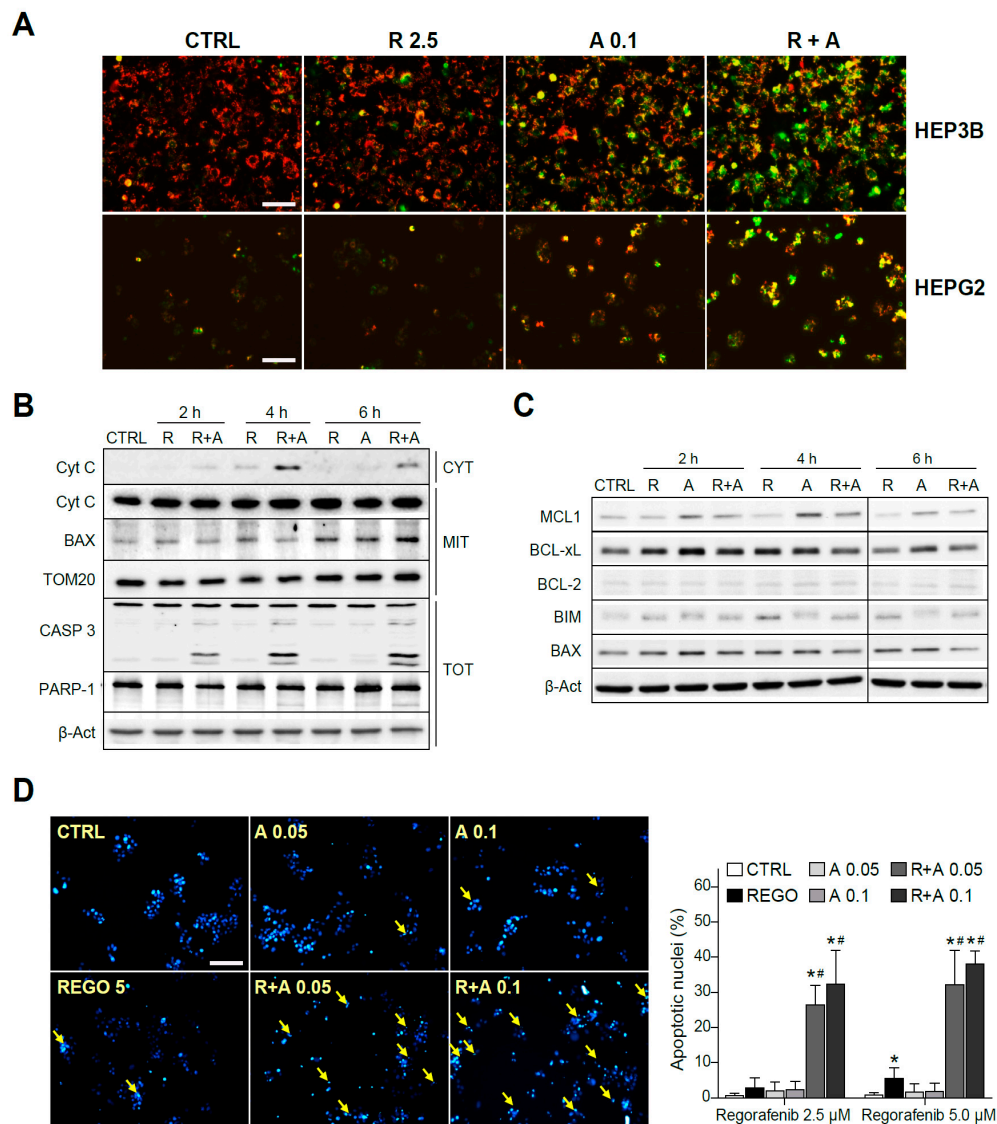 A
CTRL R 2.5 A 0.1 R + A
HEP3B
HEPG2
B
2 h 4 h 6 h
CTRL R R+A R R+A R A R+A
Cyt C CYT
Cyt C
BAX MIT
TOM20
CASP 3
TOT
PARP-1
β-Act
C
2 h 4 h 6 h
CTRL R A R+A R A R+A R A R+A
MCL1
BCL-xL
BCL-2
BIM
BAX
β-Act
D
CTRL A 0.05 A 0.1
REGO 5 R+A 0.05 R+A 0.1
CTRL A 0.05 R+A 0.05
REGO A 0.1 R+A 0.1
Apoptotic nuclei (%)
60
50
40
30
20
10
0
*# *# * *# *#
Regorafenib 2.5 µM Regorafenib 5.0 µM